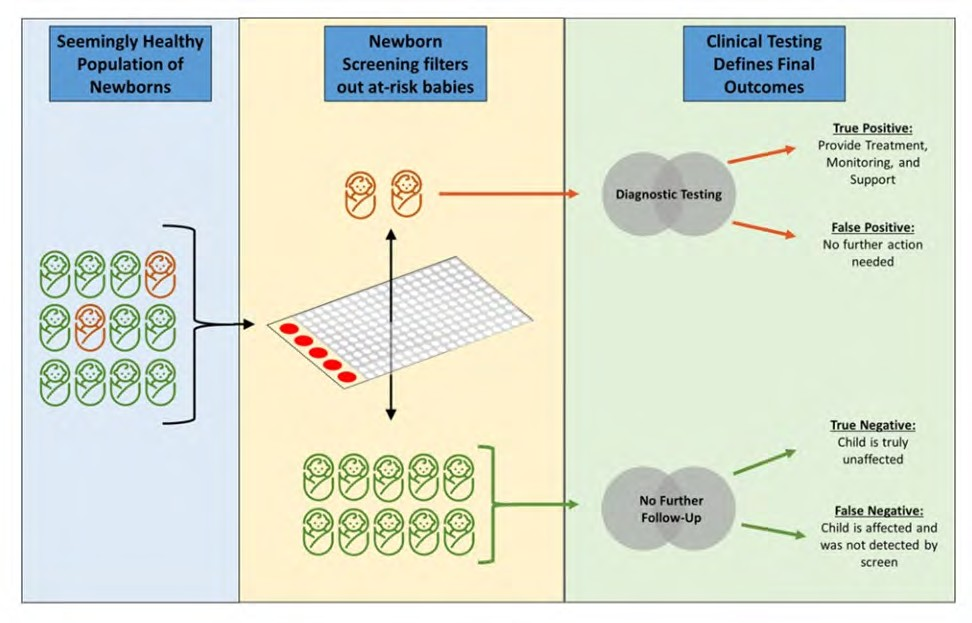 Seemingly Healthy
Population of
Newborns
Newborn
Screening filters
out at-risk babies
Clinical Testing
Defines Final
Outcomes
Diagnostic Testing
True Positive:
Provide Treatment,
Monitoring, and
Support
False Positive:
No further action
needed
No Further
Follow-Up
True Negative:
Child is truly
unaffected
False Negative:
Child is affected and
was not detected by
screen